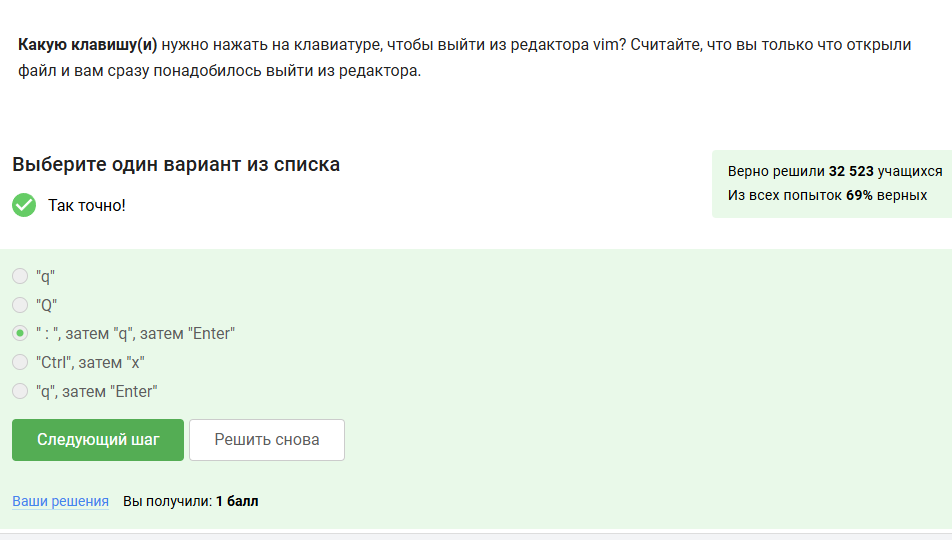 Какую клавишу(и) нужно нажать на клавиатуре, чтобы выйти из редактора vim? Считайте, что вы только что открыли
файл и вам сразу понадобилось выйти из редактора.
Выберите один вариант из списка
Так точно!
Верно решили 32 523 учащихся
Из всех попыток 69% верных
"q"
"Q"
" : ", затем "q", затем "Enter"
"Ctrl", затем "x"
"q", затем "Enter"
Следующий шаг
Решить снова
Ваши решения Вы получили: 1 балл